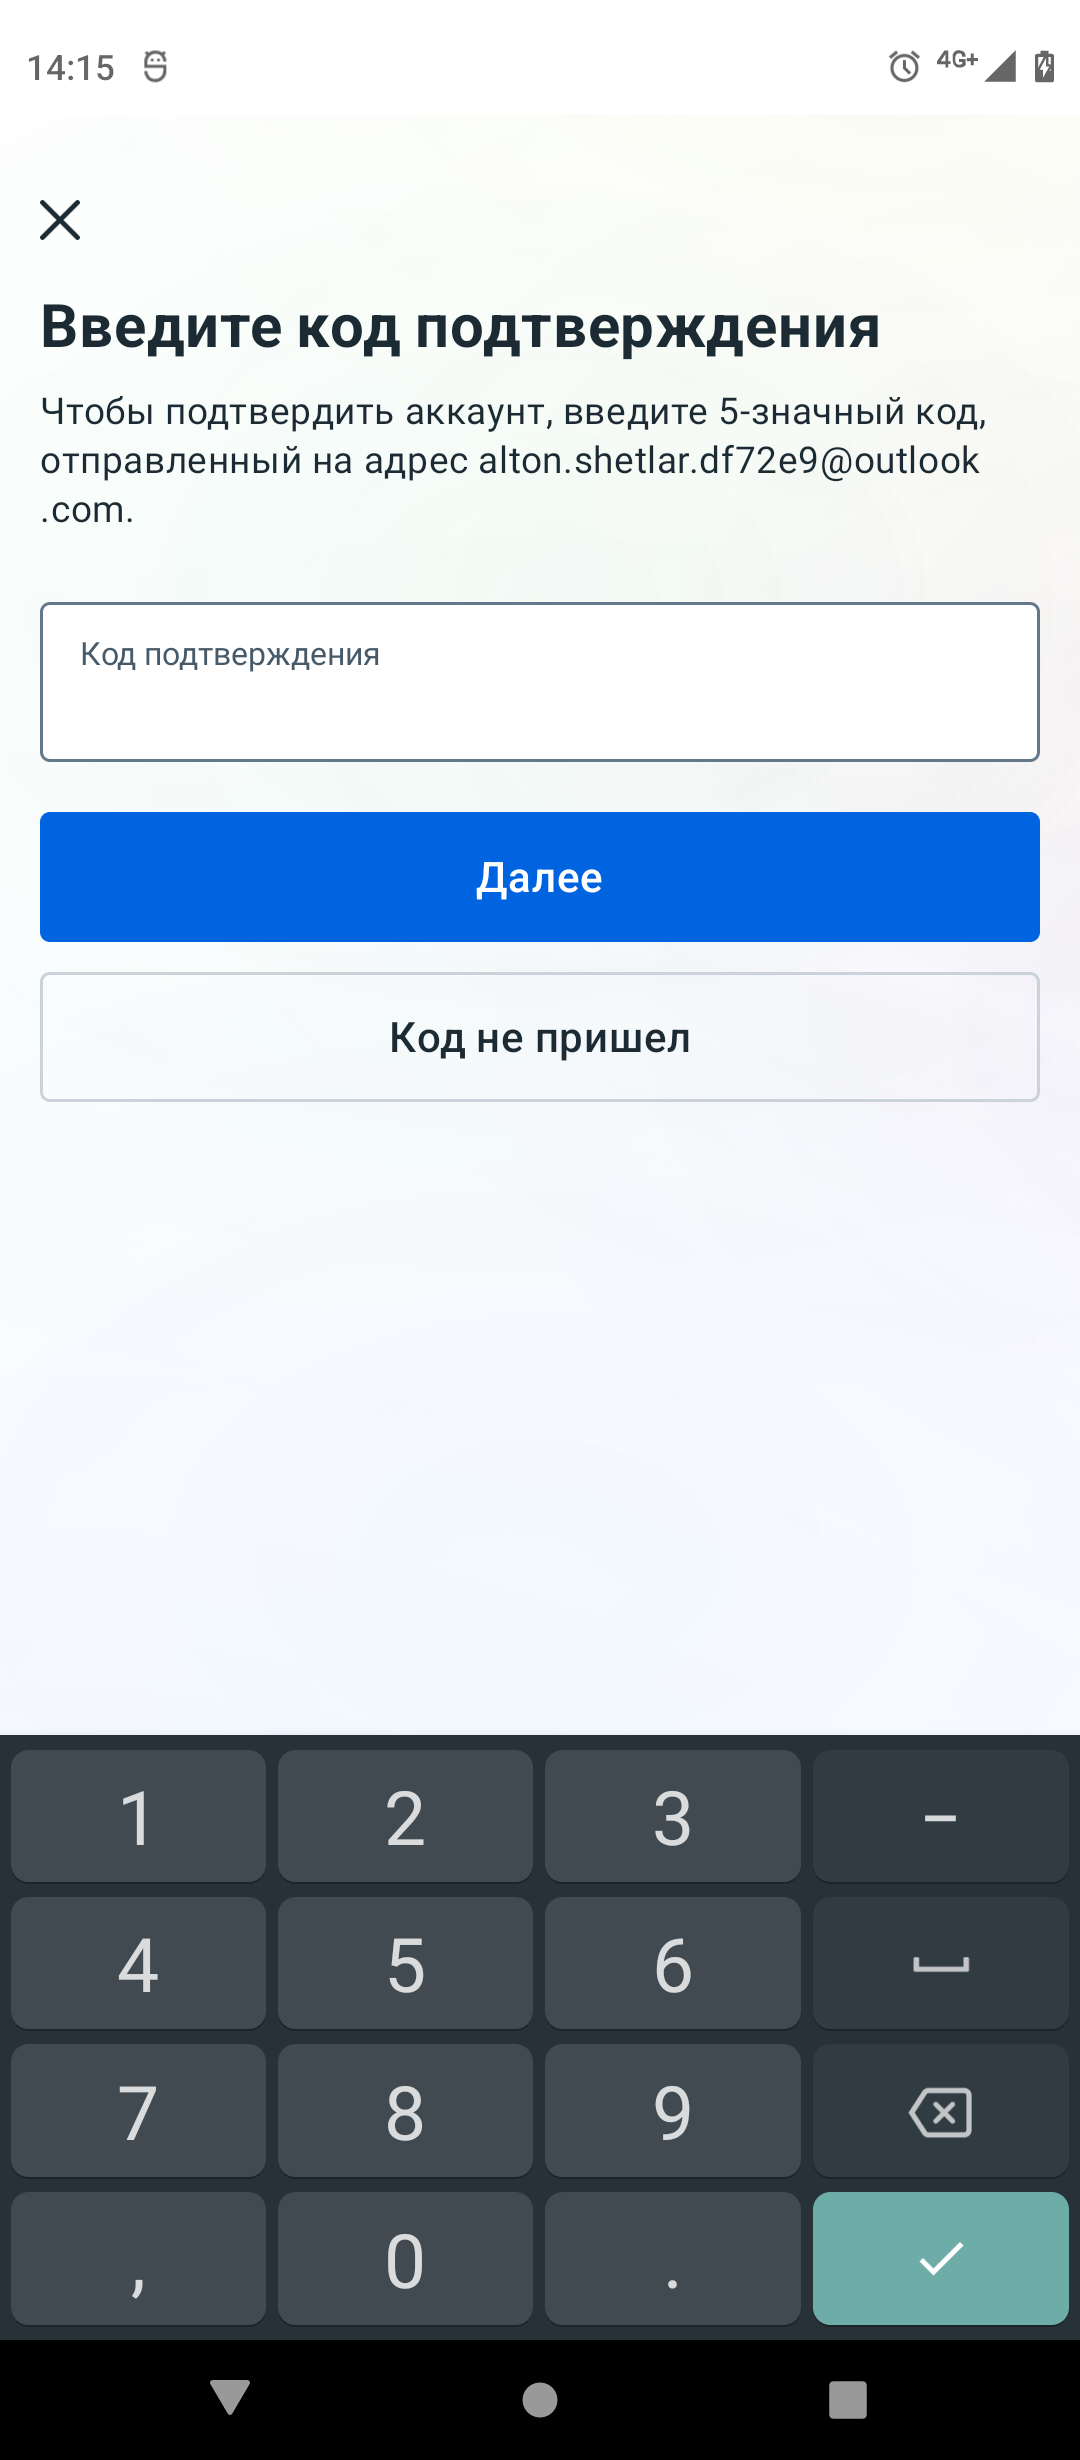 14:15
4G+
Введите код подтверждения
Чтобы подтвердить аккаунт, введите 5-значный код,
отправленный на адрес alton.shetlar.df72e9@outlook
.com.
Код подтверждения
Далее
Код не пришел
1 2 3 –
4 5 6
7 8 9
, 0 .